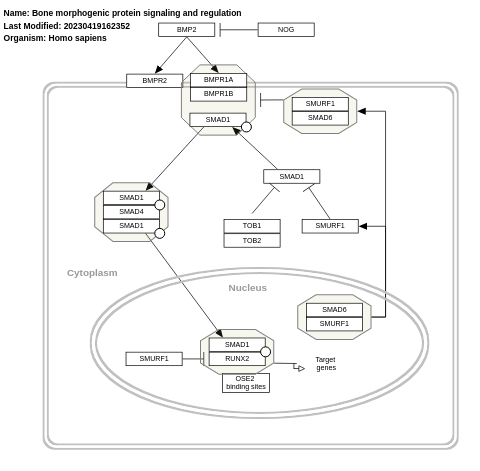 Name: Bone morphogenic protein signaling and regulation
Last Modified: 20230419162352
Organism: Homo sapiens
BMP2
NOG
BMPR2
BMPR1A
BMPR1B
SMAD1
SMURF1
SMAD6
SMAD1
SMAD1
SMAD4
SMAD1
TOB1
TOB2
SMURF1
Cytoplasm
Nucleus
SMAD6
SMURF1
SMAD1
RUNX2
SMURF1
OSE2
binding sites
Target
genes